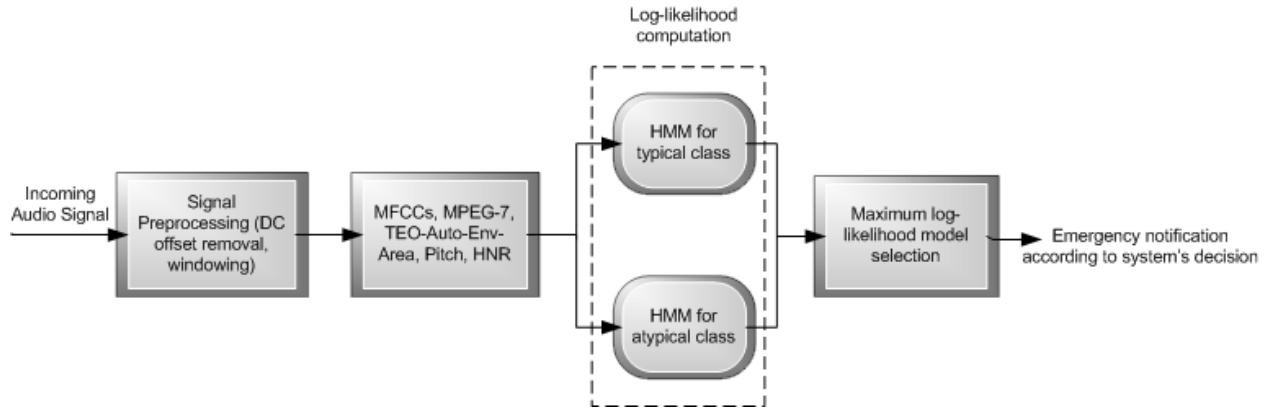 Log-likelihood
computation
Incoming
Audio Signal
Signal
Preprocessing (DC
offset removal,
windowing)
MFCCs, MPEG-7,
TEO-Auto-Env-
Area, Pitch, HNR
HMM for
typical class
HMM for
atypical class
Maximum log-
likelihood model
selection
Emergency notification
according to system's decision